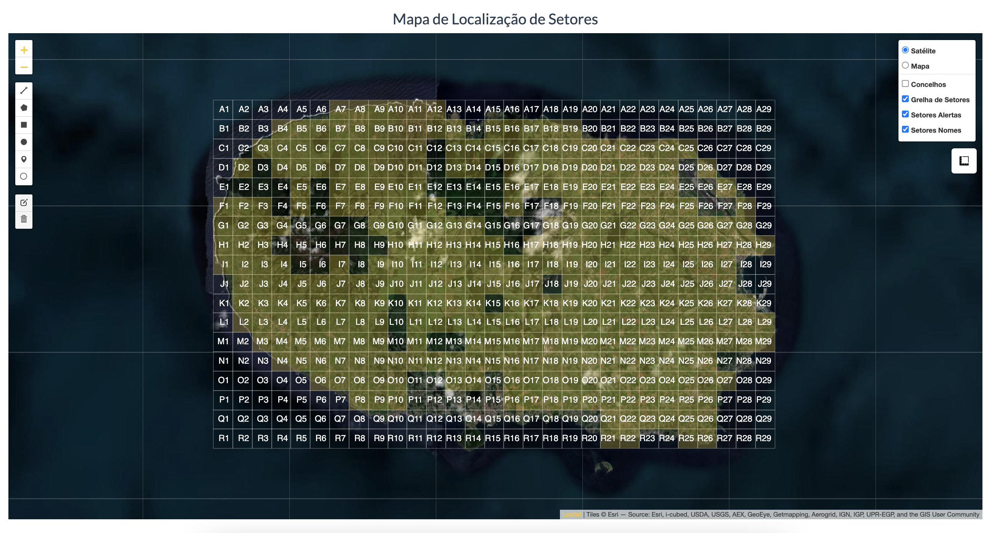 Mapa de Localização de Setores
+
Satélite
Mapa
−
Concelhos
Grelha de Setores
Setores Alertas
Setores Nomes
A1 A2 A3 A4 A5 A6 A7 A8 A9 A10 A11 A12 A13 A14 A15 A16 A17 A18 A19 A20 A21 A22 A23 A24 A25 A26 A27 A28 A29
B1 B2 B3 B4 B5 B6 B7 B8 B9 B10 B11 B12 B13 B14 B15 B16 B17 B18 B19 B20 B21 B22 B23 B24 B25 B26 B27 B28 B29
C1 C2 C3 C4 C5 C6 C7 C8 C9 C10 C11 C12 C13 C14 C15 C16 C17 C18 C19 C20 C21 C22 C23 C24 C25 C26 C27 C28 C29
D1 D2 D3 D4 D5 D6 D7 D8 D9 D10 D11 D12 D13 D14 D15 D16 D17 D18 D19 D20 D21 D22 D23 D24 D25 D26 D27 D28 D29
E1 E2 E3 E4 E5 E6 E7 E8 E9 E10 E11 E12 E13 E14 E15 E16 E17 E18 E19 E20 E21 E22 E23 E24 E25 E26 E27 E28 E29
F1 F2 F3 F4 F5 F6 F7 F8 F9 F10 F11 F12 F13 F14 F15 F16 F17 F18 F19 F20 F21 F22 F23 F24 F25 F26 F27 F28 F29
G1 G2 G3 G4 G5 G6 G7 G8 G9 G10 G11 G12 G13 G14 G15 G16 G17 G18 G19 G20 G21 G22 G23 G24 G25 G26 G27 G28 G29
H1 H2 H3 H4 H5 H6 H7 H8 H9 H10 H11 H12 H13 H14 H15 H16 H17 H18 H19 H20 H21 H22 H23 H24 H25 H26 H27 H28 H29
I1 I2 I3 I4 I5 I6 I7 I8 I9 I10 I11 I12 I13 I14 I15 I16 I17 I18 I19 I20 I21 I22 I23 I24 I25 I26 I27 I28 I29
J1 J2 J3 J4 J5 J6 J7 J8 J9 J10 J11 J12 J13 J14 J15 J16 J17 J18 J19 J20 J21 J22 J23 J24 J25 J26 J27 J28 J29
K1 K2 K3 K4 K5 K6 K7 K8 K9 K10 K11 K12 K13 K14 K15 K16 K17 K18 K19 K20 K21 K22 K23 K24 K25 K26 K27 K28 K29
L1 L2 L3 L4 L5 L6 L7 L8 L9 L10 L11 L12 L13 L14 L15 L16 L17 L18 L19 L20 L21 L22 L23 L24 L25 L26 L27 L28 L29
M1 M2 M3 M4 M5 M6 M7 M8 M9 M10 M11 M12 M13 M14 M15 M16 M17 M18 M19 M20 M21 M22 M23 M24 M25 M26 M27 M28 M29
N1 N2 N3 N4 N5 N6 N7 N8 N9 N10 N11 N12 N13 N14 N15 N16 N17 N18 N19 N20 N21 N22 N23 N24 N25 N26 N27 N28 N29
O1 O2 O3 O4 O5 O6 O7 O8 O9 O10 O11 O12 O13 O14 O15 O16 O17 O18 O19 O20 O21 O22 O23 O24 O25 O26 O27 O28 O29
P1 P2 P3 P4 P5 P6 P7 P8 P9 P10 P11 P12 P13 P14 P15 P16 P17 P18 P19 P20 P21 P22 P23 P24 P25 P26 P27 P28 P29
Q1 Q2 Q3 Q4 Q5 Q6 Q7 Q8 Q9 Q10 Q11 Q12 Q13 Q14 Q15 Q16 Q17 Q18 Q19 Q20 Q21 Q22 Q23 Q24 Q25 Q26 Q27 Q28 Q29
R1 R2 R3 R4 R5 R6 R7 R8 R9 R10 R11 R12 R13 R14 R15 R16 R17 R18 R19 R20 R21 R22 R23 R24 R25 R26 R27 R28 R29
Leaflet | Tiles © Esri — Source: Esri, i-cubed, USDA, USGS, AEX, GeoEye, Getmapping, Aerogrid, IGN, IGP, UPR-EGP, and the GIS User Community